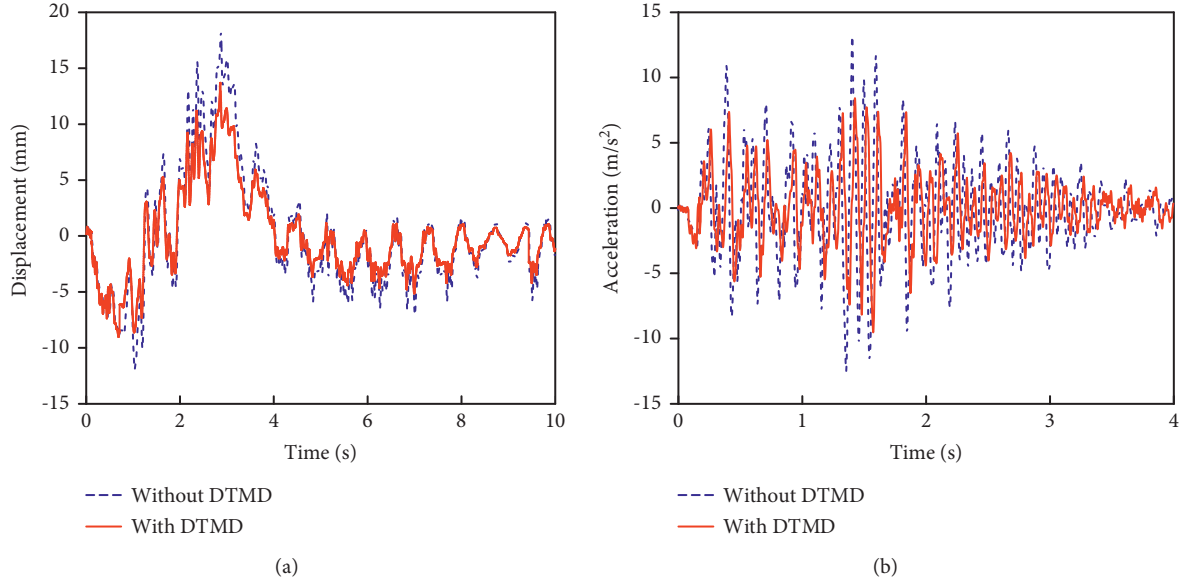 20
15
10
5
0
-5
-10
-15
Displacement (mm)
0 2 4 6 8 10
Time (s)
Without DTMD
With DTMD
(a)
15
10
5
0
-5
-10
-15
Acceleration (m/s²)
0 1 2 3 4
Time (s)
Without DTMD
With DTMD
(b)